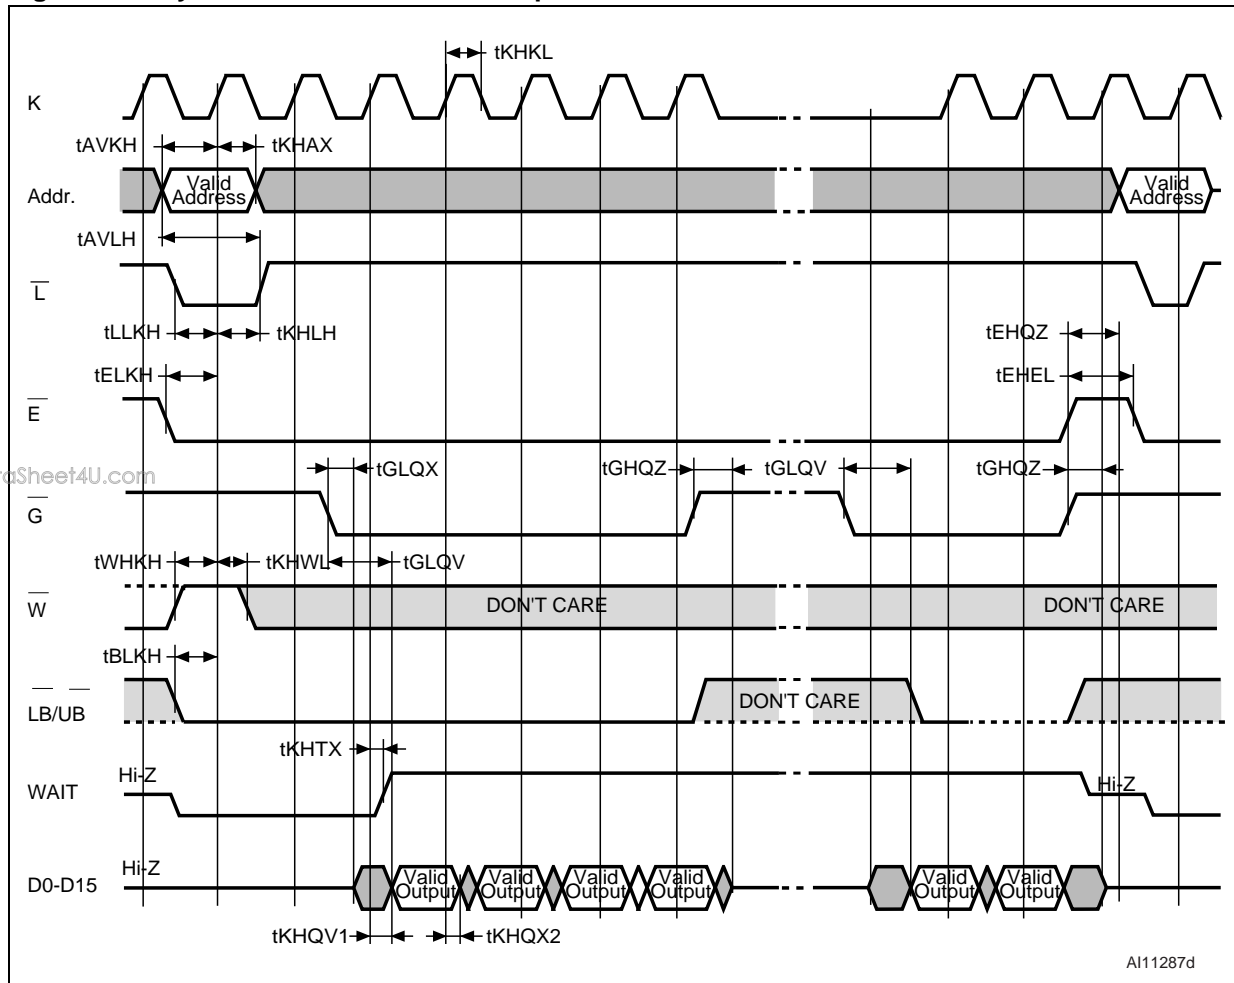 tKHKL
K
tAVKH tKHAX
Addr. Valid Address Valid Address
tAVLH
L
tLLKH tKHLH tEHQZ
tELKH tEHEL
E
taSheet4U.com tGLQX tGHQZ tGLQV tGHQZ
G
tWHKH tKHWL tGLQV
W DON'T CARE DON'T CARE
tBLKH
LB/UB DON'T CARE
tKHTX
WAIT Hi-Z Hi-Z
Hi-Z
D0-D15 Valid Output Valid Output Valid Output Valid Output Valid Output Valid Output
tKHQV1 tKHQX2
AI11287d